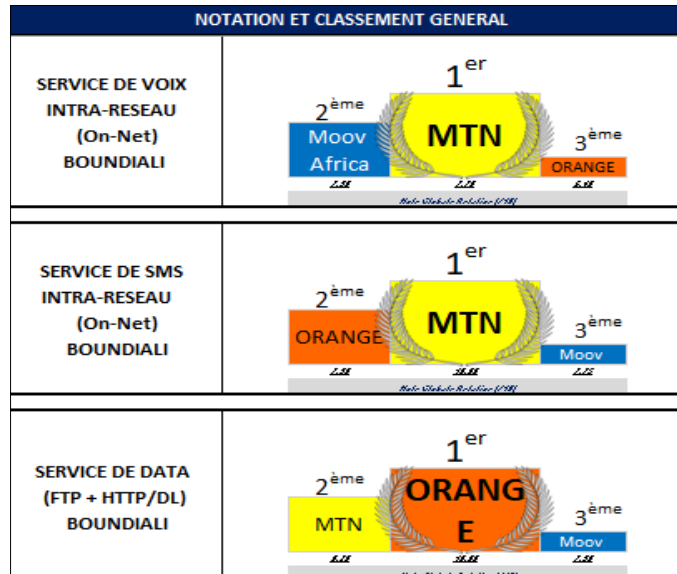 NOTATION ET CLASSEMENT GENERAL
SERVICE DE VOIX
INTRA-RESEAU
(On-Net)
BOUNDIALI
1er
2ème
3ème
Moov
Africa
MTN
ORANGE
SERVICE DE SMS
INTRA-RESEAU
(On-Net)
BOUNDIALI
1er
2ème
3ème
ORANGE
MTN
Moov
SERVICE DE DATA
(FTP + HTTP/DL)
BOUNDIALI
1er
2ème
3ème
MTN
ORANG
E
Moov